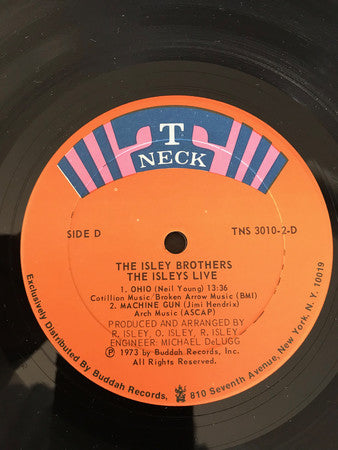 T
NECK
SIDE D
TNS 3010-2-D
THE ISLEY BROTHERS
THE ISLEYS LIVE
1. OHIO (Neil Young) 13:36
Cotillion Music/Broken Arrow Music (BMI)
2. MACHINE GUN (Jimi Hendrix)
Arch Music (ASCAP)
PRODUCED AND ARRANGED BY
R. ISLEY, O. ISLEY, R. ISLEY
ENGINEER: MICHAEL DeLUGG
Ⓟ 1973 by Buddah Records, Inc.
All Rights Reserved.
Exclusively Distributed By Buddah Records, 810 Seventh Avenue, New York, N. Y. 10019